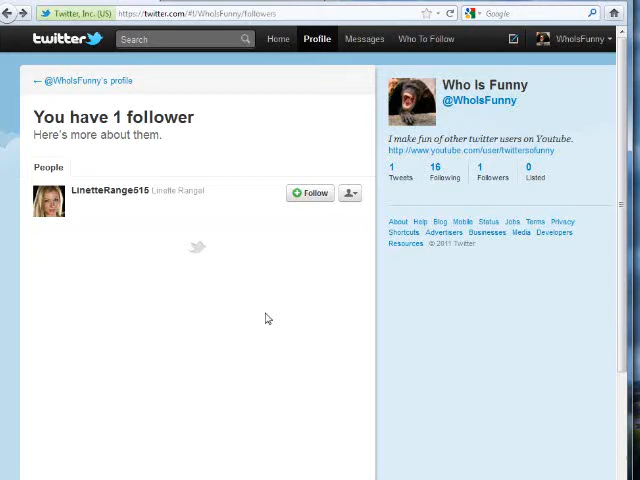 Twitter, Inc. (US) https://twitter.com/#!/WhoIsFunny/followers Google
twitter Search Home Profile Messages Who To Follow WhoIsFunny
← @WhoIsFunny's profile
You have 1 follower
Here's more about them.
People
LinetteRange515 Linette Rangel
Follow
Who Is Funny
@WhoIsFunny
I make fun of other twitter users on Youtube.
http://www.youtube.com/user/twittersofunny
1 16 1 0
Tweets Following Followers Listed
About Help Blog Mobile Status Jobs Terms Privacy
Shortcuts Advertisers Businesses Media Developers
Resources © 2011 Twitter